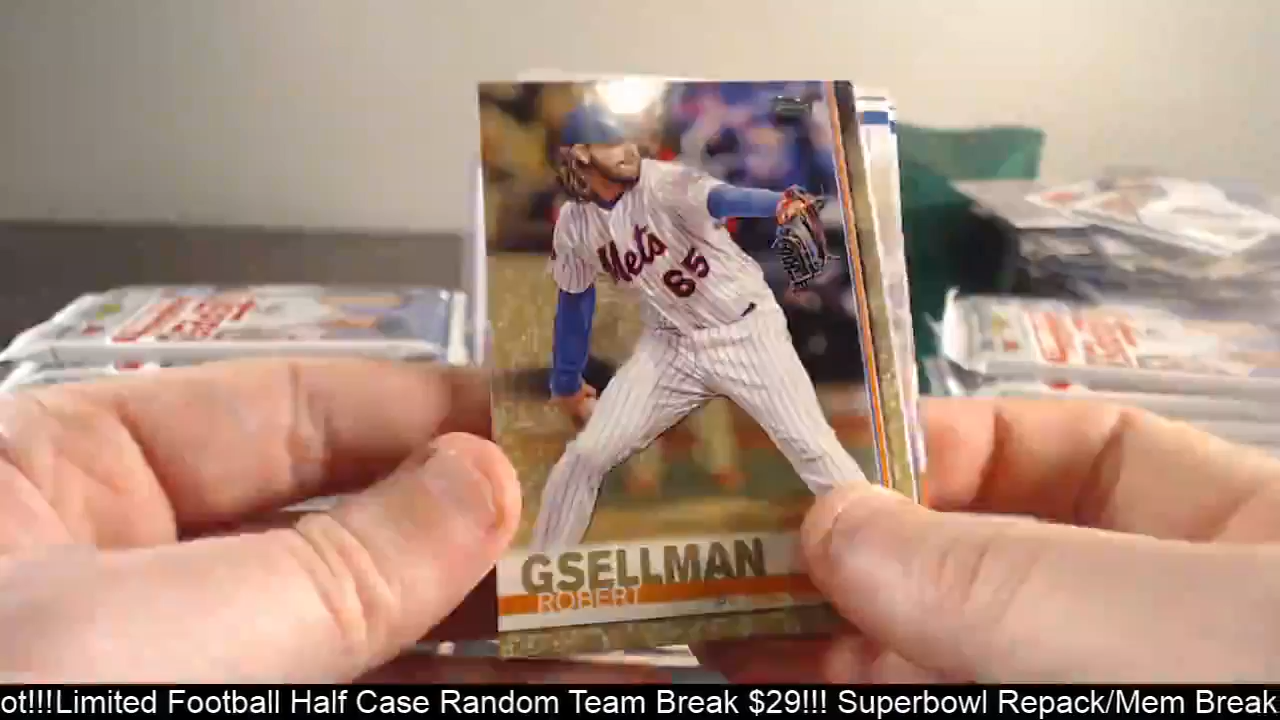 Mets
65
GSELLMAN
ROBERT
ot!!!Limited Football Half Case Random Team Break $29!!! Superbowl Repack/Mem Break